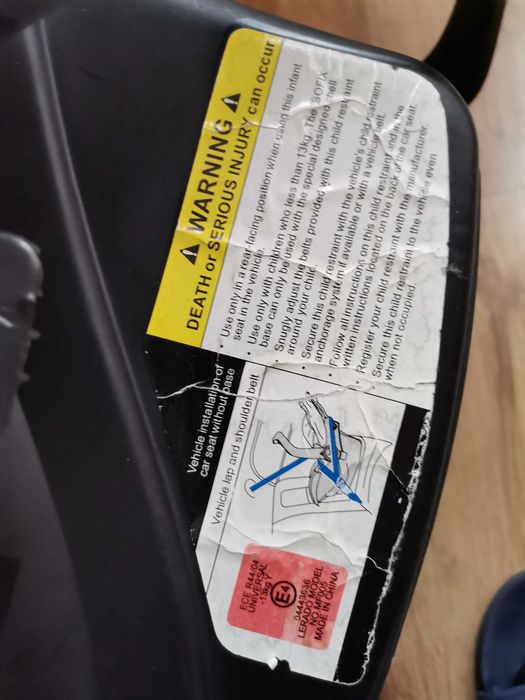 WARNING
DEATH or SERIOUS INJURY can occur
Use only in a rear-facing position when using this infant
seat in the vehicle.
Use only with children who less than 13kg. The ISOFIX
base can only be used with the special designed shell
Snugly adjust the belts provided with this child restraint
around your child.
Secure this child restraint with the vehicle's child restraint
anchorage system if available or with a vehicle belt.
Follow all instructions on this child restraint and in the
written instructions located on the back of the car seat.
Register your child restraint with the manufacturer.
Secure this child restraint to the vehicle even
when not occupied.
Vehicle installation of
car seat without base
Vehicle lap and shoulder belt
ECE R44/04
UNIVERSAL
-13kg Y
E4
04443636
LERADO MODEL
NO.MF005
MADE IN CHINA